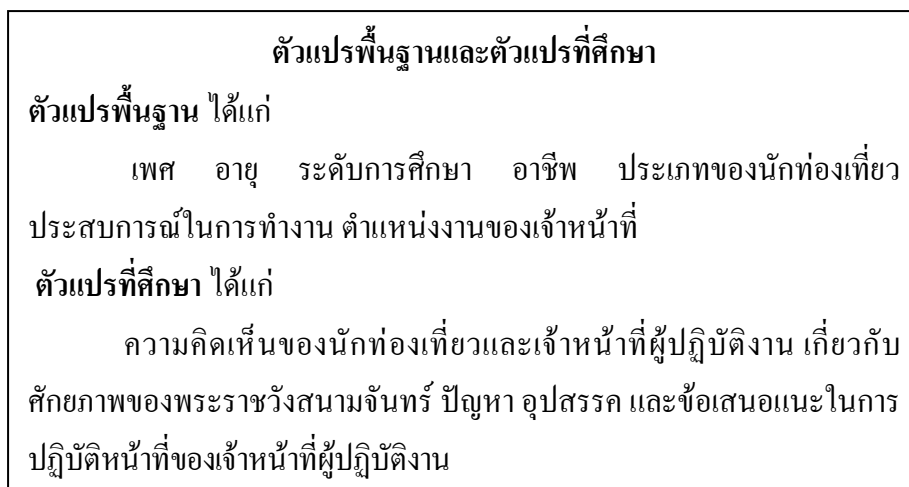 ตัวแปรพื้นฐานและตัวแปรที่ศึกษา
ตัวแปรพื้นฐาน ได้แก่
เพศ อายุ ระดับการศึกษา อาชีพ ประเภทของนักท่องเที่ยว
ประสบการณ์ในการทำงาน ตำแหน่งงานของเจ้าหน้าที่
ตัวแปรที่ศึกษา ได้แก่
ความคิดเห็นของนักท่องเที่ยวและเจ้าหน้าที่ผู้ปฏิบัติงาน เกี่ยวกับ
ศักยภาพของพระราชวังสนามจันทร์ ปัญหา อุปสรรค และข้อเสนอแนะในการ
ปฏิบัติหน้าที่ของเจ้าหน้าที่ผู้ปฏิบัติงาน